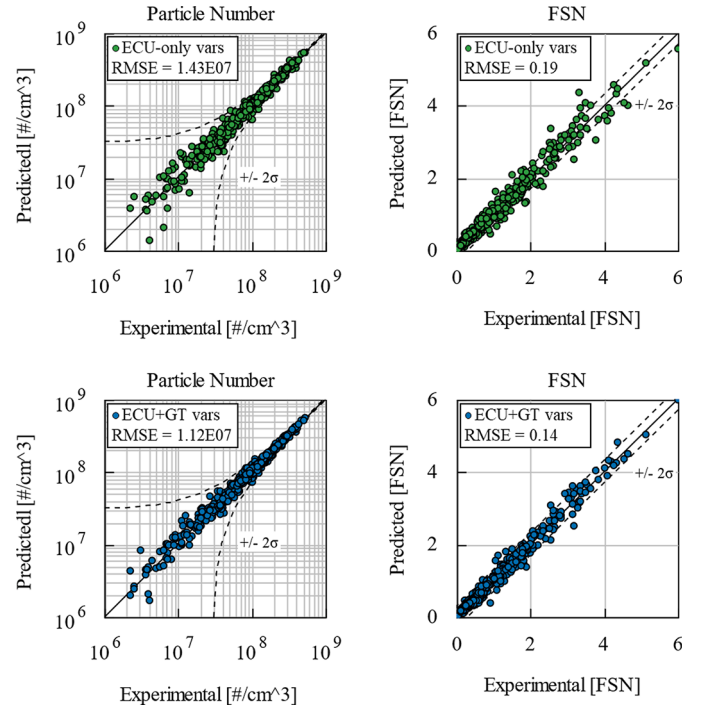 Particle Number
ECU-only vars
RMSE = 1.43E07
+/- 2σ
10^9
10^8
10^7
10^6
10^6 10^7 10^8 10^9
Predictedl [#/cm^3]
Experimental [#/cm^3]
FSN
ECU-only vars
RMSE = 0.19
+/- 2σ
6
4
2
0
0 2 4 6
Predicted [FSN]
Experimental [FSN]
Particle Number
ECU+GT vars
RMSE = 1.12E07
+/- 2σ
10^9
10^8
10^7
10^6
10^6 10^7 10^8 10^9
Predictedl [#/cm^3]
Experimental [#/cm^3]
FSN
ECU+GT vars
RMSE = 0.14
+/- 2σ
6
4
2
0
0 2 4 6
Predicted [FSN]
Experimental [FSN]